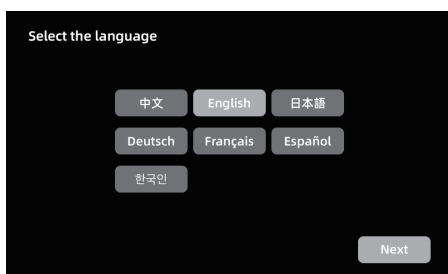 Select the language
中文 English 日本語
Deutsch Français Español
한국인
Next